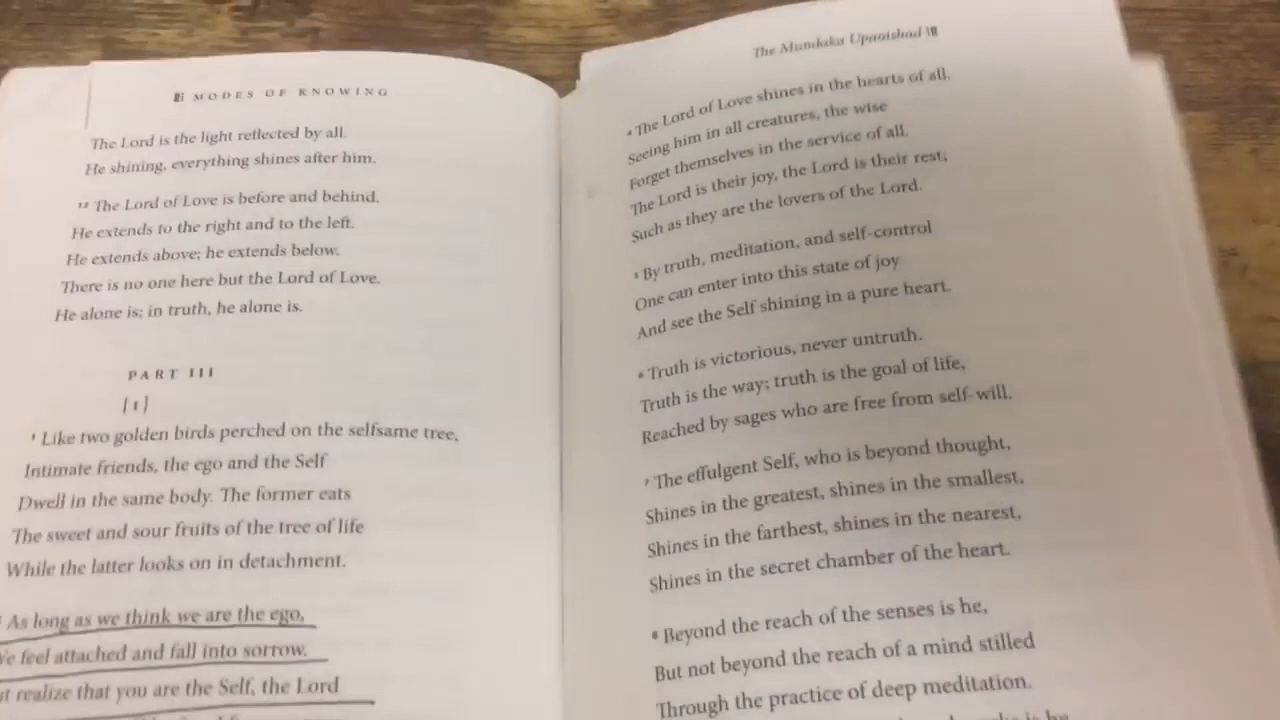 MODES OF KNOWING
The Lord is the light reflected by all.
He shining, everything shines after him.
12 The Lord of Love is before and behind.
He extends to the right and to the left.
He extends above; he extends below.
There is no one here but the Lord of Love.
He alone is; in truth, he alone is.
PART III
[1]
1 Like two golden birds perched on the selfsame tree,
Intimate friends, the ego and the Self
Dwell in the same body. The former eats
The sweet and sour fruits of the tree of life
While the latter looks on in detachment.
As long as we think we are the ego,
We feel attached and fall into sorrow.
realize that you are the Self, the Lord
The Mundaka Upanishad
4 The Lord of Love shines in the hearts of all.
Seeing him in all creatures, the wise
Forget themselves in the service of all.
The Lord is their joy, the Lord is their rest;
Such as they are the lovers of the Lord.
5 By truth, meditation, and self-control
One can enter into this state of joy
And see the Self shining in a pure heart.
6 Truth is victorious, never untruth.
Truth is the way; truth is the goal of life,
Reached by sages who are free from self-will.
7 The effulgent Self, who is beyond thought,
Shines in the greatest, shines in the smallest,
Shines in the farthest, shines in the nearest,
Shines in the secret chamber of the heart.
8 Beyond the reach of the senses is he,
But not beyond the reach of a mind stilled
Through the practice of deep meditation.